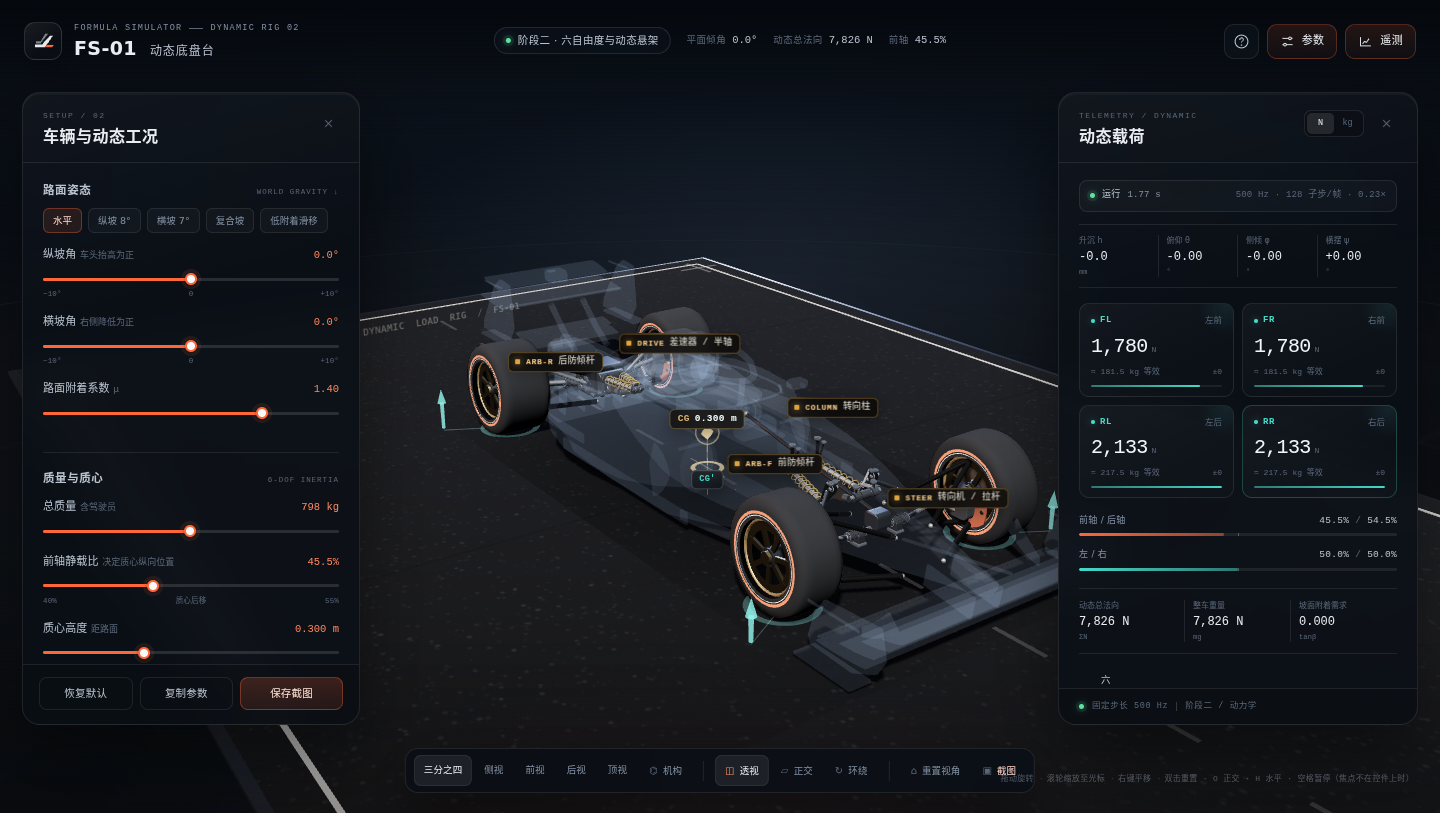 FORMULA SIMULATOR —— DYNAMIC RIG 02
FS-01 动态底盘台
阶段二 · 六自由度与动态悬架
平面倾角 0.0° 动态总法向 7,826 N 前轴 45.5%
参数
遥测
SETUP / 02
车辆与动态工况
×
路面姿态 WORLD GRAVITY ↓
水平 纵坡 8° 横坡 7° 复合坡 低附着滑移
纵坡角 车头抬高为正 0.0°
−10° 0 +10°
横坡角 右侧降低为正 0.0°
−10° 0 +10°
路面附着系数 μ 1.40
质量与质心 6-DOF INERTIA
总质量 含驾驶员 798 kg
前轴静载比 决定质心纵向位置 45.5%
40% 质心后移 55%
质心高度 距路面 0.300 m
恢复默认 复制参数 保存截图
DYNAMIC LOAD RIG / FS-01
DRIVE 差速器 / 半轴
ARB-R 后防倾杆
COLUMN 转向柱
CG 0.300 m
ARB-F 前防倾杆
CG'
STEER 转向机 / 拉杆
TELEMETRY / DYNAMIC
动态载荷
N kg ×
运行 1.77 s 500 Hz · 128 子步/帧 · 0.23×
升沉 h 俯仰 θ 侧倾 φ 横摆 ψ
-0.0 -0.00 -0.00 +0.00
mm ° ° °
FL 左前
1,780 N
≈ 181.5 kg 等效 ±0
FR 右前
1,780 N
≈ 181.5 kg 等效 ±0
RL 左后
2,133 N
≈ 217.5 kg 等效 ±0
RR 右后
2,133 N
≈ 217.5 kg 等效 ±0
前轴 / 后轴 45.5% / 54.5%
左 / 右 50.0% / 50.0%
动态总法向 整车重量 坡面附着需求
7,826 N 7,826 N 0.000
ΣN mg tanβ
六
固定步长 500 Hz | 阶段二 / 动力学
三分之四 侧视 前视 后视 顶视 机构 透视 正交 环绕 重置视角 截图
拖动旋转 · 滚轮缩放至光标 · 右键平移 · 双击重置 · O 正交 · H 水平 · 空格暂停（焦点不在控件上时）